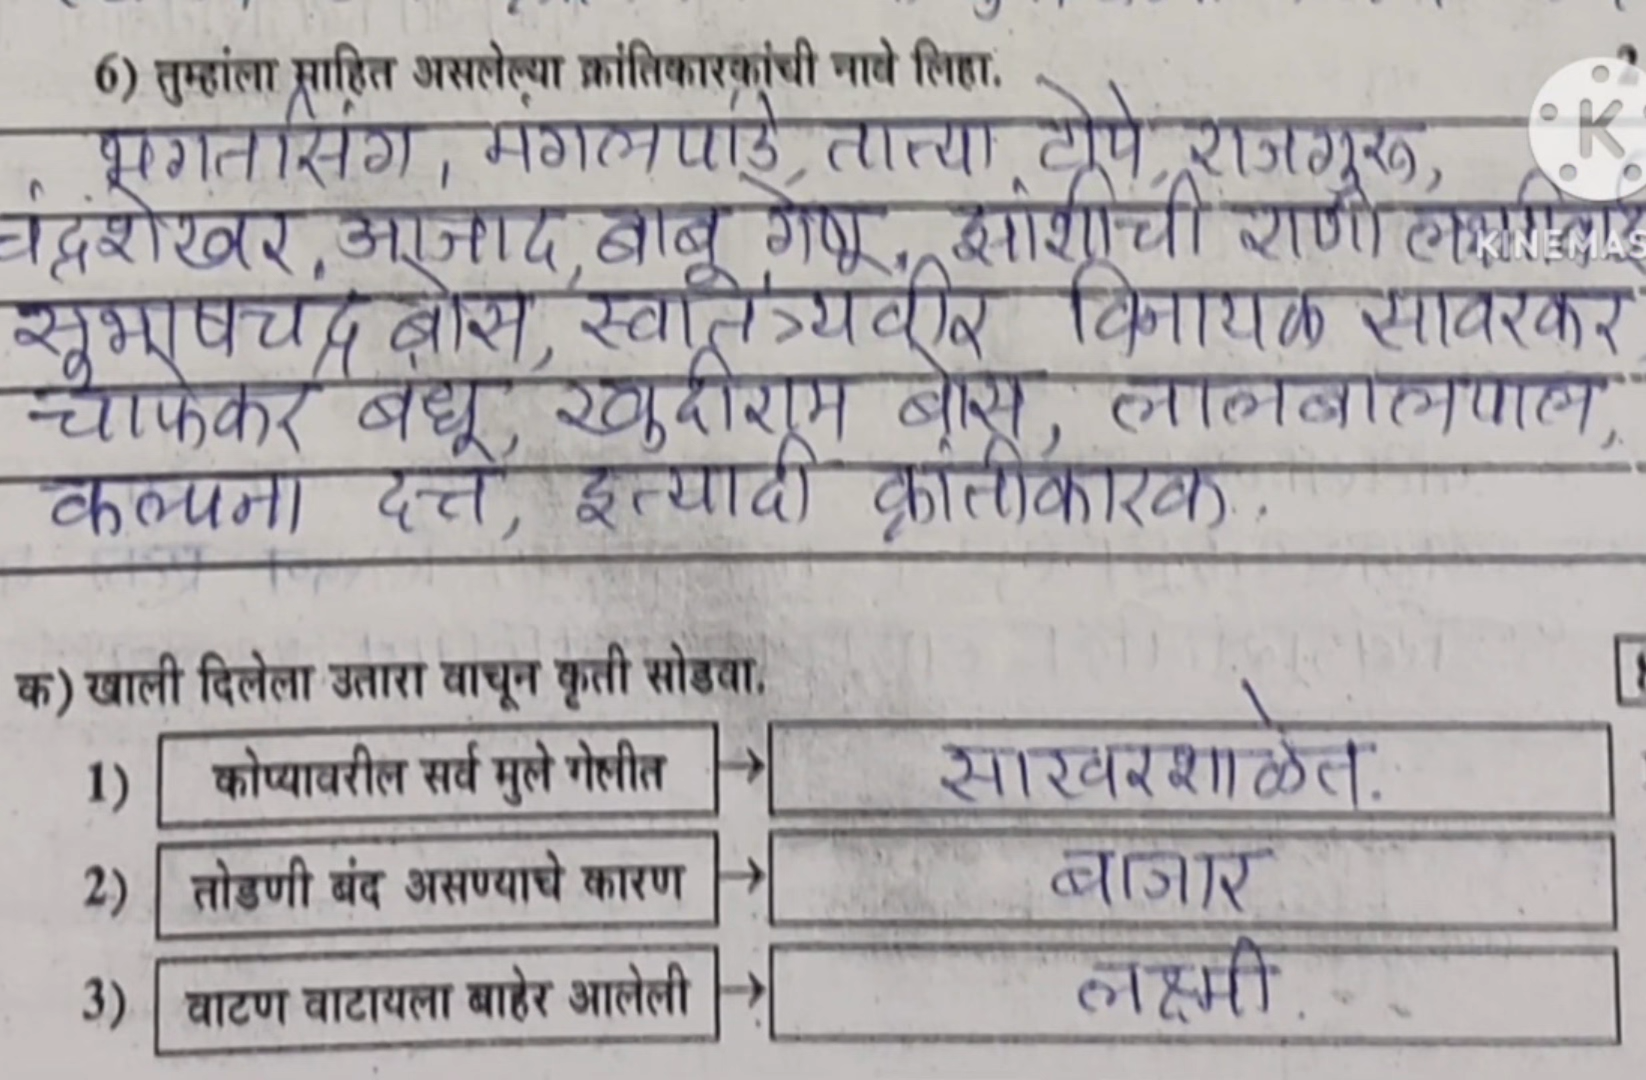 6) तुम्हांला माहित असलेल्या क्रांतिकारकांची नावे लिहा.
भगतसिंग, मंगलपांडे, तात्या टोपे, राजगुरू,
चंद्रशेखर आजाद, बाबू गेणू, झांशीची राणी
KINEMAS
सूभाषचंद्र बोस, स्वातंत्र्यवीर विनायक सावरकर
चाफेकर बंधू, खुदीराम बोस, लालबालपाल,
कल्पना दत्त, इत्यादी क्रांतीकारक.
क) खाली दिलेला उतारा वाचून कृती सोडवा.
1) कोप्यावरील सर्व मुले गेलीत → साखरशाळेत.
2) तोडणी बंद असण्याचे कारण → बाजार
3) वाटण वाटायला बाहेर आलेली → लक्ष्मी.